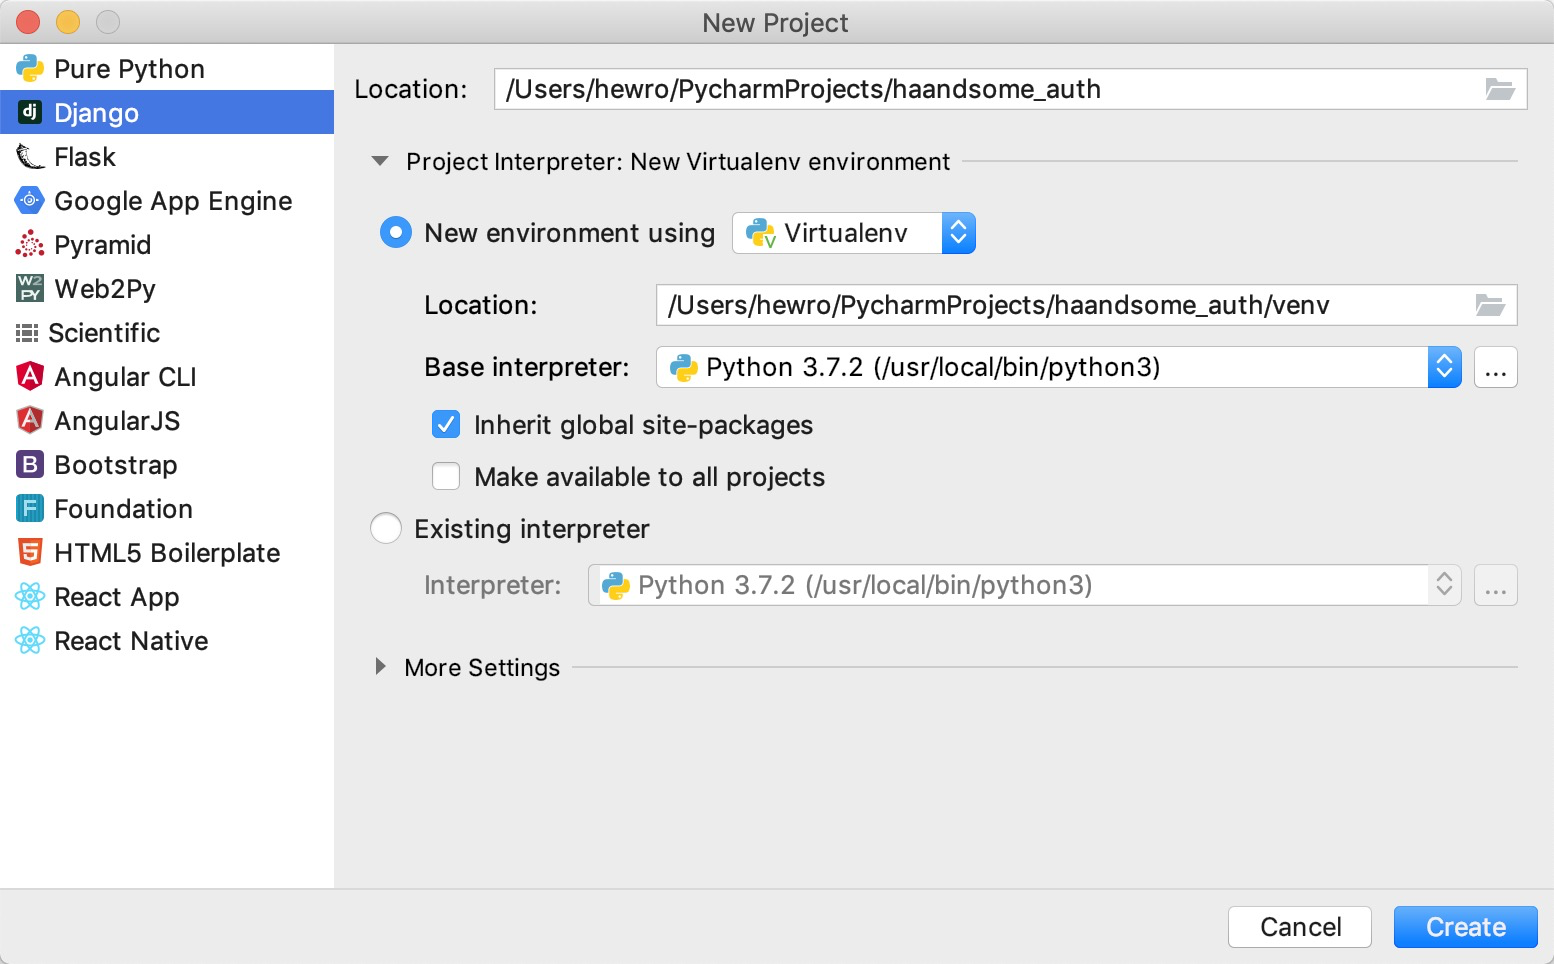 New Project
Pure Python
Django
Flask
Google App Engine
Pyramid
Web2Py
Scientific
Angular CLI
AngularJS
Bootstrap
Foundation
HTML5 Boilerplate
React App
React Native
Location: /Users/hewro/PycharmProjects/haandsome_auth
Project Interpreter: New Virtualenv environment
New environment using Virtualenv
Location: /Users/hewro/PycharmProjects/haandsome_auth/venv
Base interpreter: Python 3.7.2 (/usr/local/bin/python3) ...
Inherit global site-packages
Make available to all projects
Existing interpreter
Interpreter: Python 3.7.2 (/usr/local/bin/python3) ...
More Settings
Cancel Create